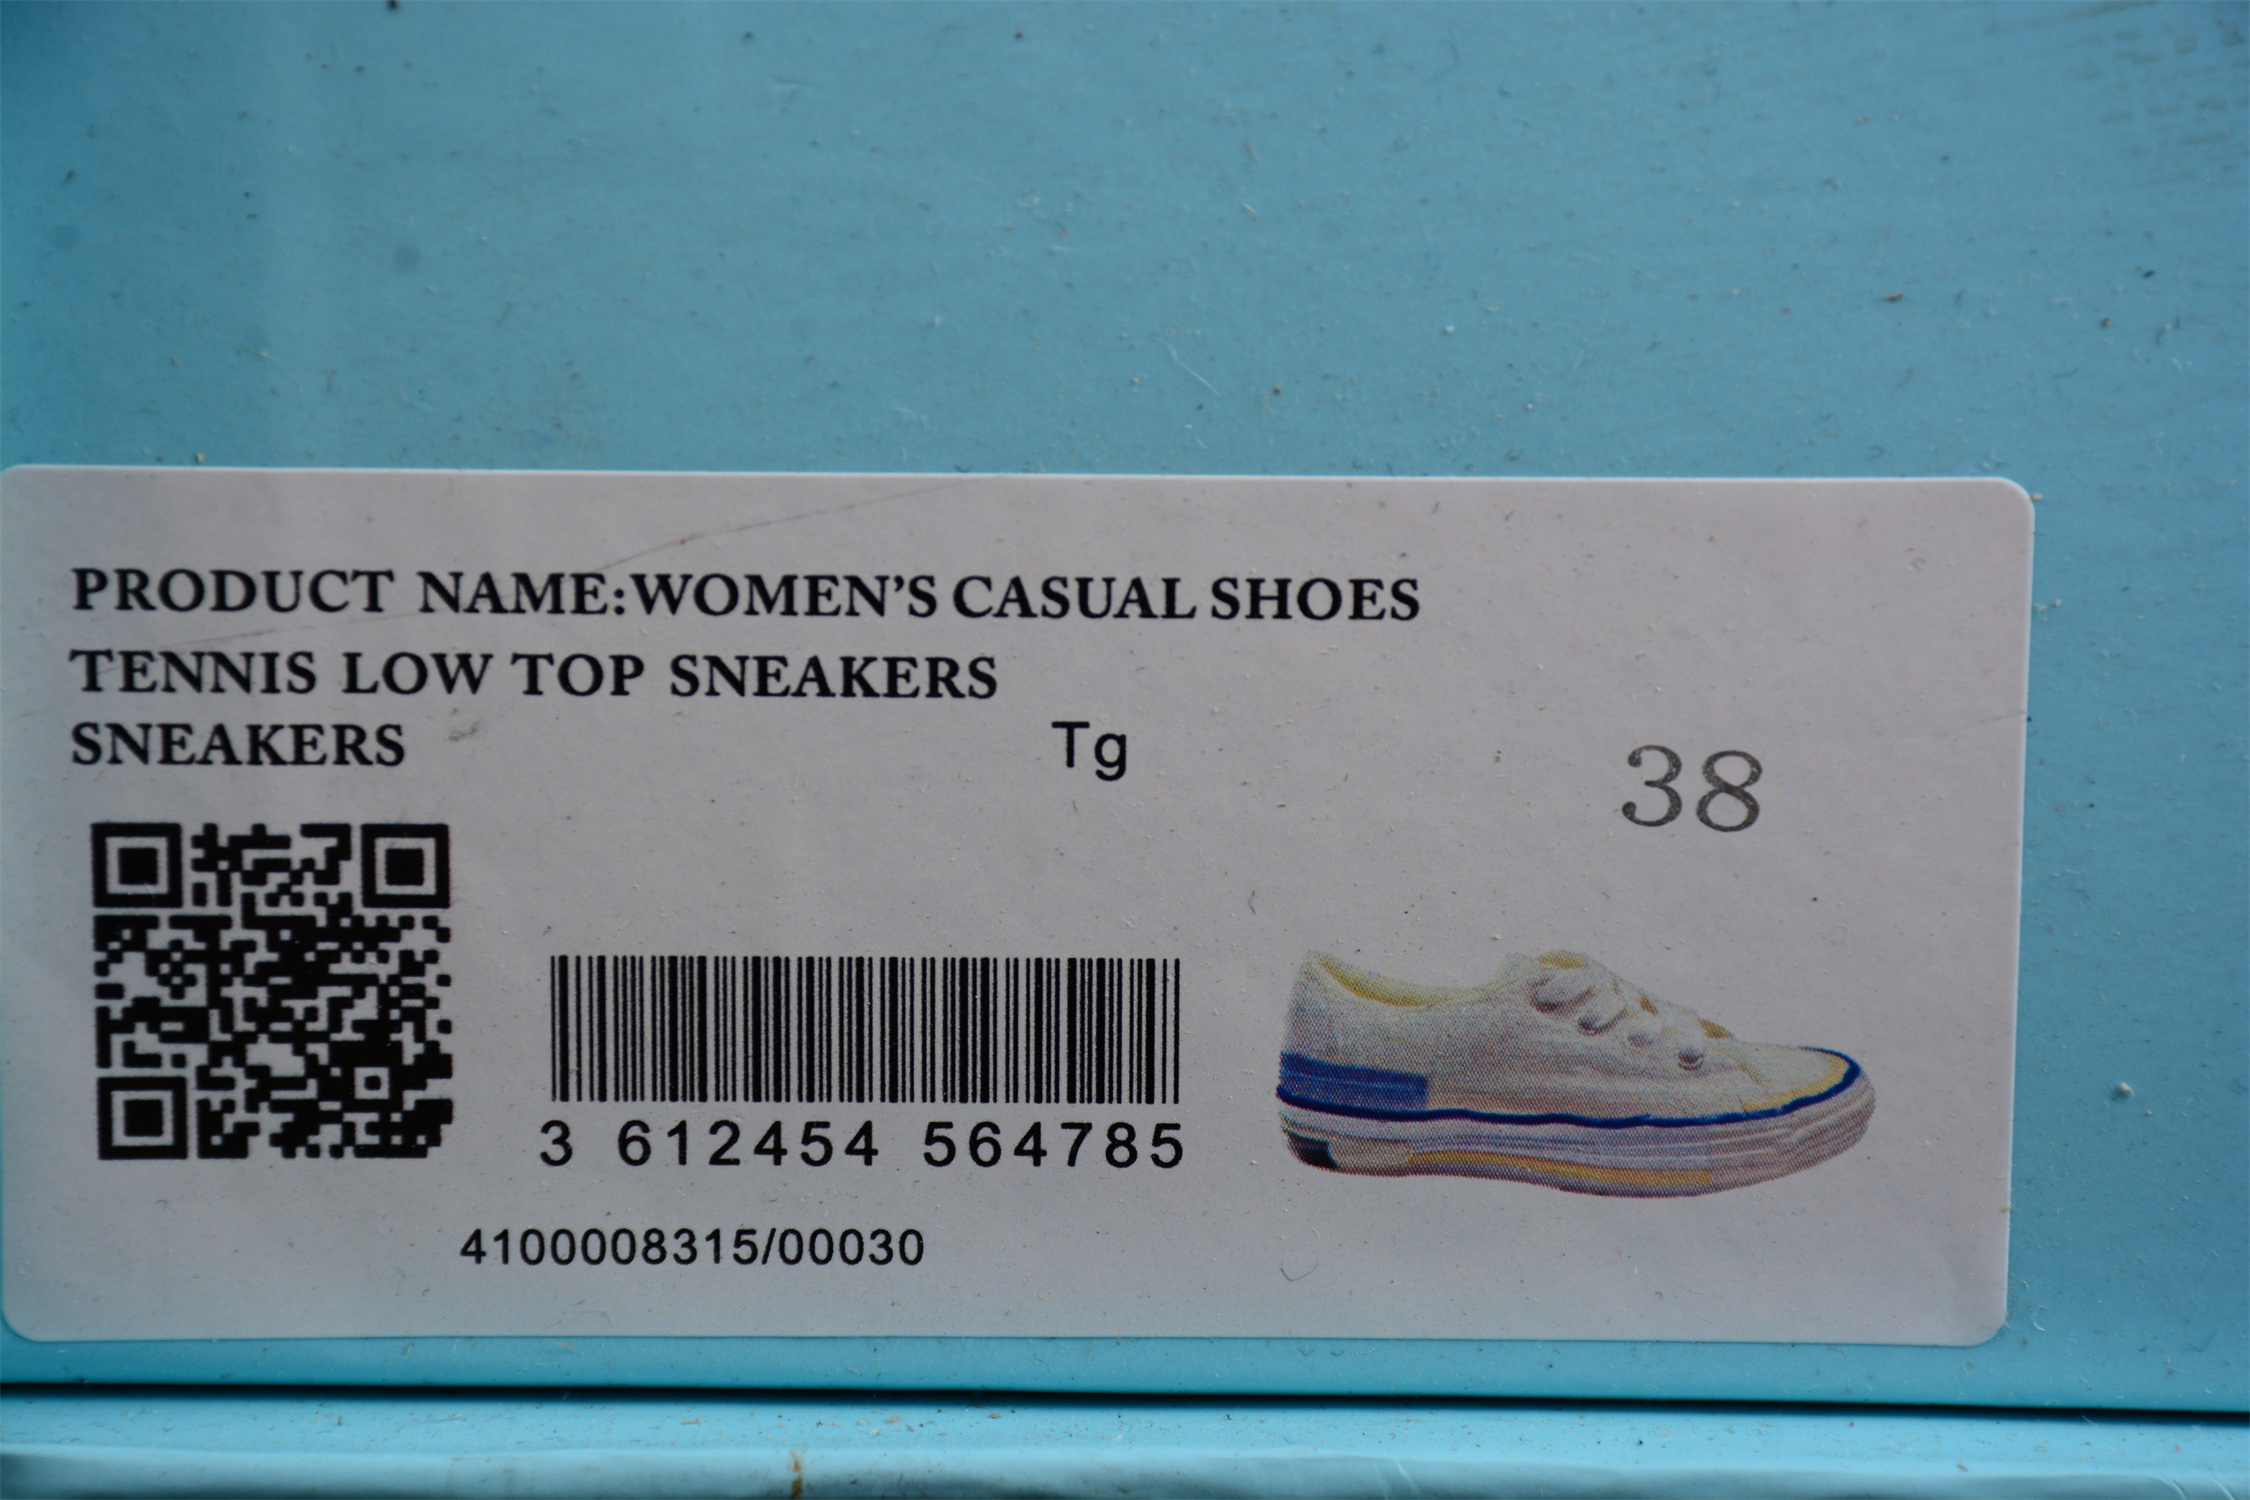 PRODUCT NAME:WOMEN'S CASUAL SHOES
TENNIS LOW TOP SNEAKERS
SNEAKERS
Tg
38
3 612454 564785
4100008315/00030